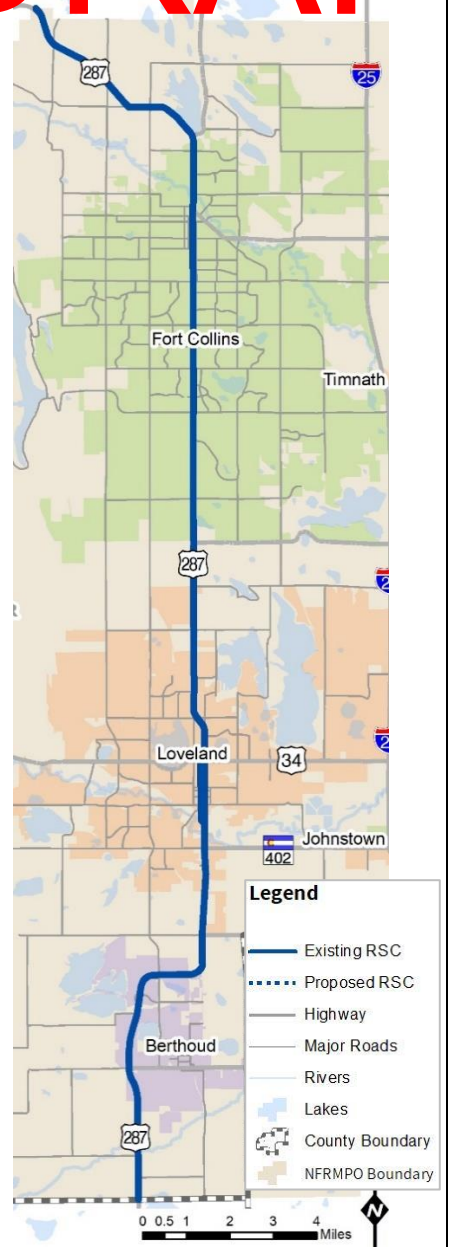 287
25
Fort Collins
Timnath
287
Loveland
34
402
Johnstown
Legend
Existing RSC
Proposed RSC
Highway
Major Roads
Rivers
Lakes
County Boundary
NFRMPO Boundary
Berthoud
287
0 0.5 1 2 3 4
Miles
N